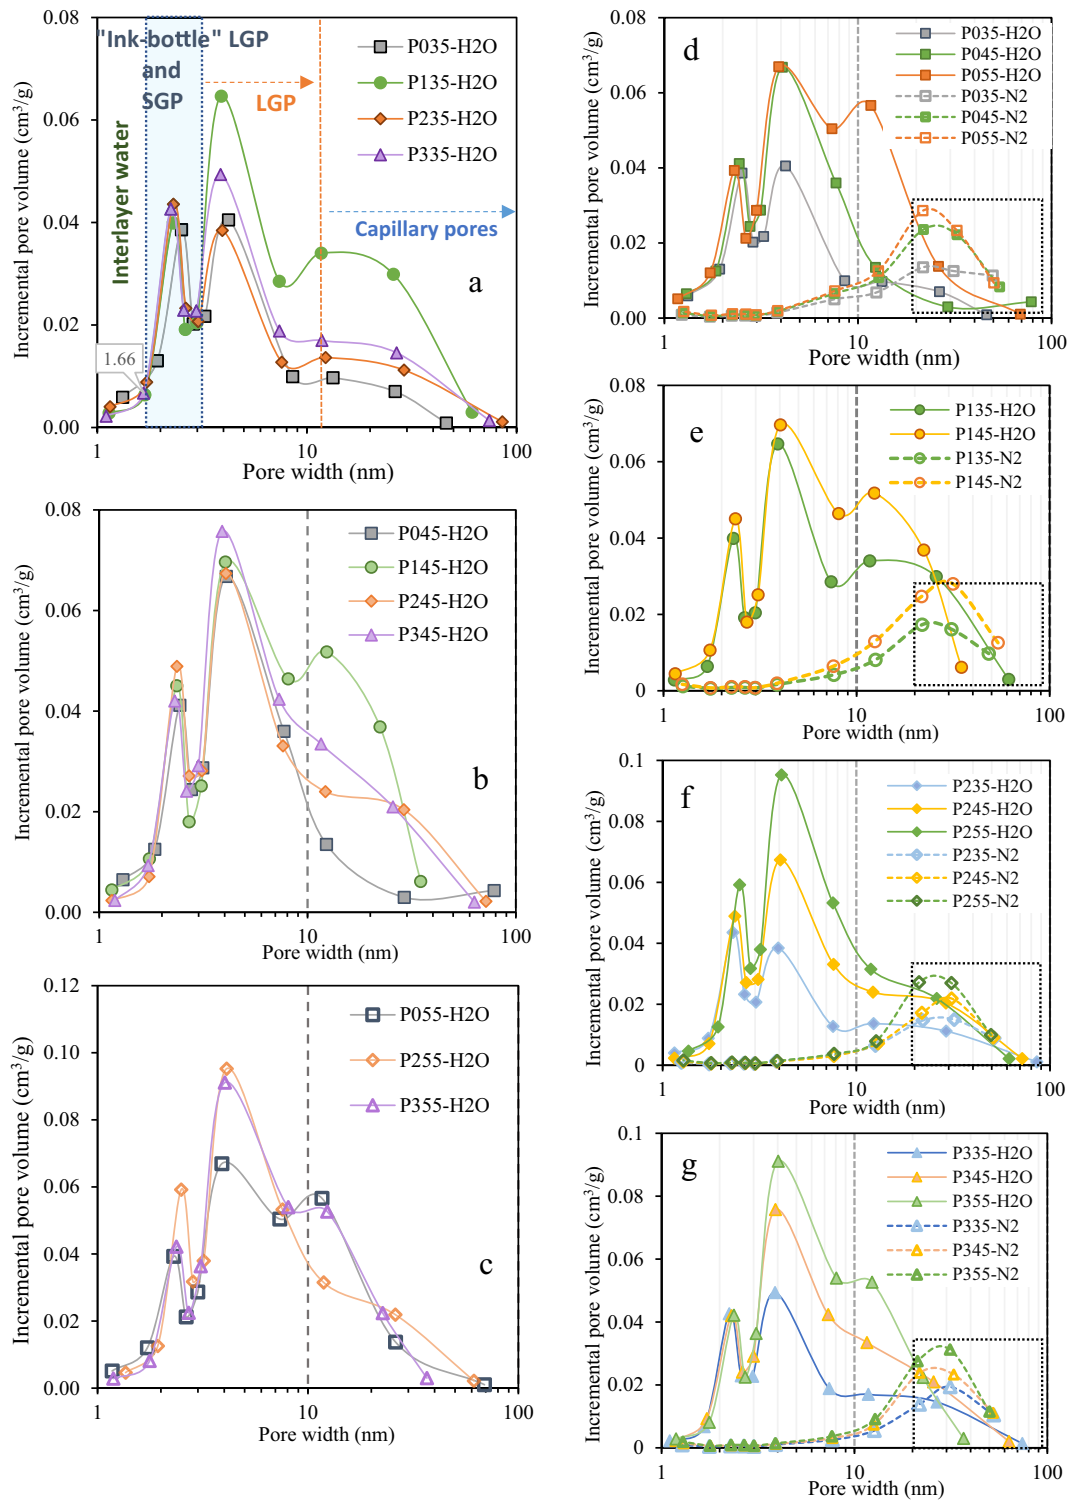 0.08
0.06
0.04
0.02
0.00
Incremental pore volume (cm³/g)
"Ink-bottle" LGP
and
SGP
LGP
Interlayer water
Capillary pores
1.66
P035-H2O
P135-H2O
P235-H2O
P335-H2O
a
1
10
100
Pore width (nm)
0.08
0.06
0.04
0.02
0.00
Incremental pore volume (cm³/g)
P045-H2O
P145-H2O
P245-H2O
P345-H2O
b
1
10
100
Pore width (nm)
0.12
0.10
0.08
0.06
0.04
0.02
0.00
Incremental pore volume (cm³/g)
P055-H2O
P255-H2O
P355-H2O
c
1
10
100
Pore width (nm)
0.08
0.06
0.04
0.02
0.00
Incremental pore volume (cm³/g)
d
P035-H2O
P045-H2O
P055-H2O
P035-N2
P045-N2
P055-N2
1
10
100
Pore width (nm)
0.08
0.06
0.04
0.02
0
Incremental pore volume (cm³/g)
e
P135-H2O
P145-H2O
P135-N2
P145-N2
1
10
100
Pore width (nm)
0.1
0.08
0.06
0.04
0.02
0
Incremental pore volume (cm³/g)
f
P235-H2O
P245-H2O
P255-H2O
P235-N2
P245-N2
P255-N2
1
10
100
Pore width (nm)
0.1
0.08
0.06
0.04
0.02
0
Incremental pore volume (cm³/g)
g
P335-H2O
P345-H2O
P355-H2O
P335-N2
P345-N2
P355-N2
1
10
100
Pore width (nm)